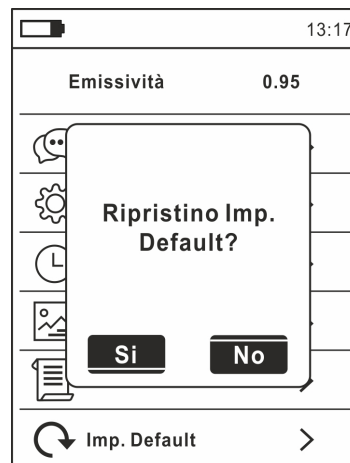 13:17
Emissività 0.95
Ripristino Imp.
Default?
Si No
Imp. Default